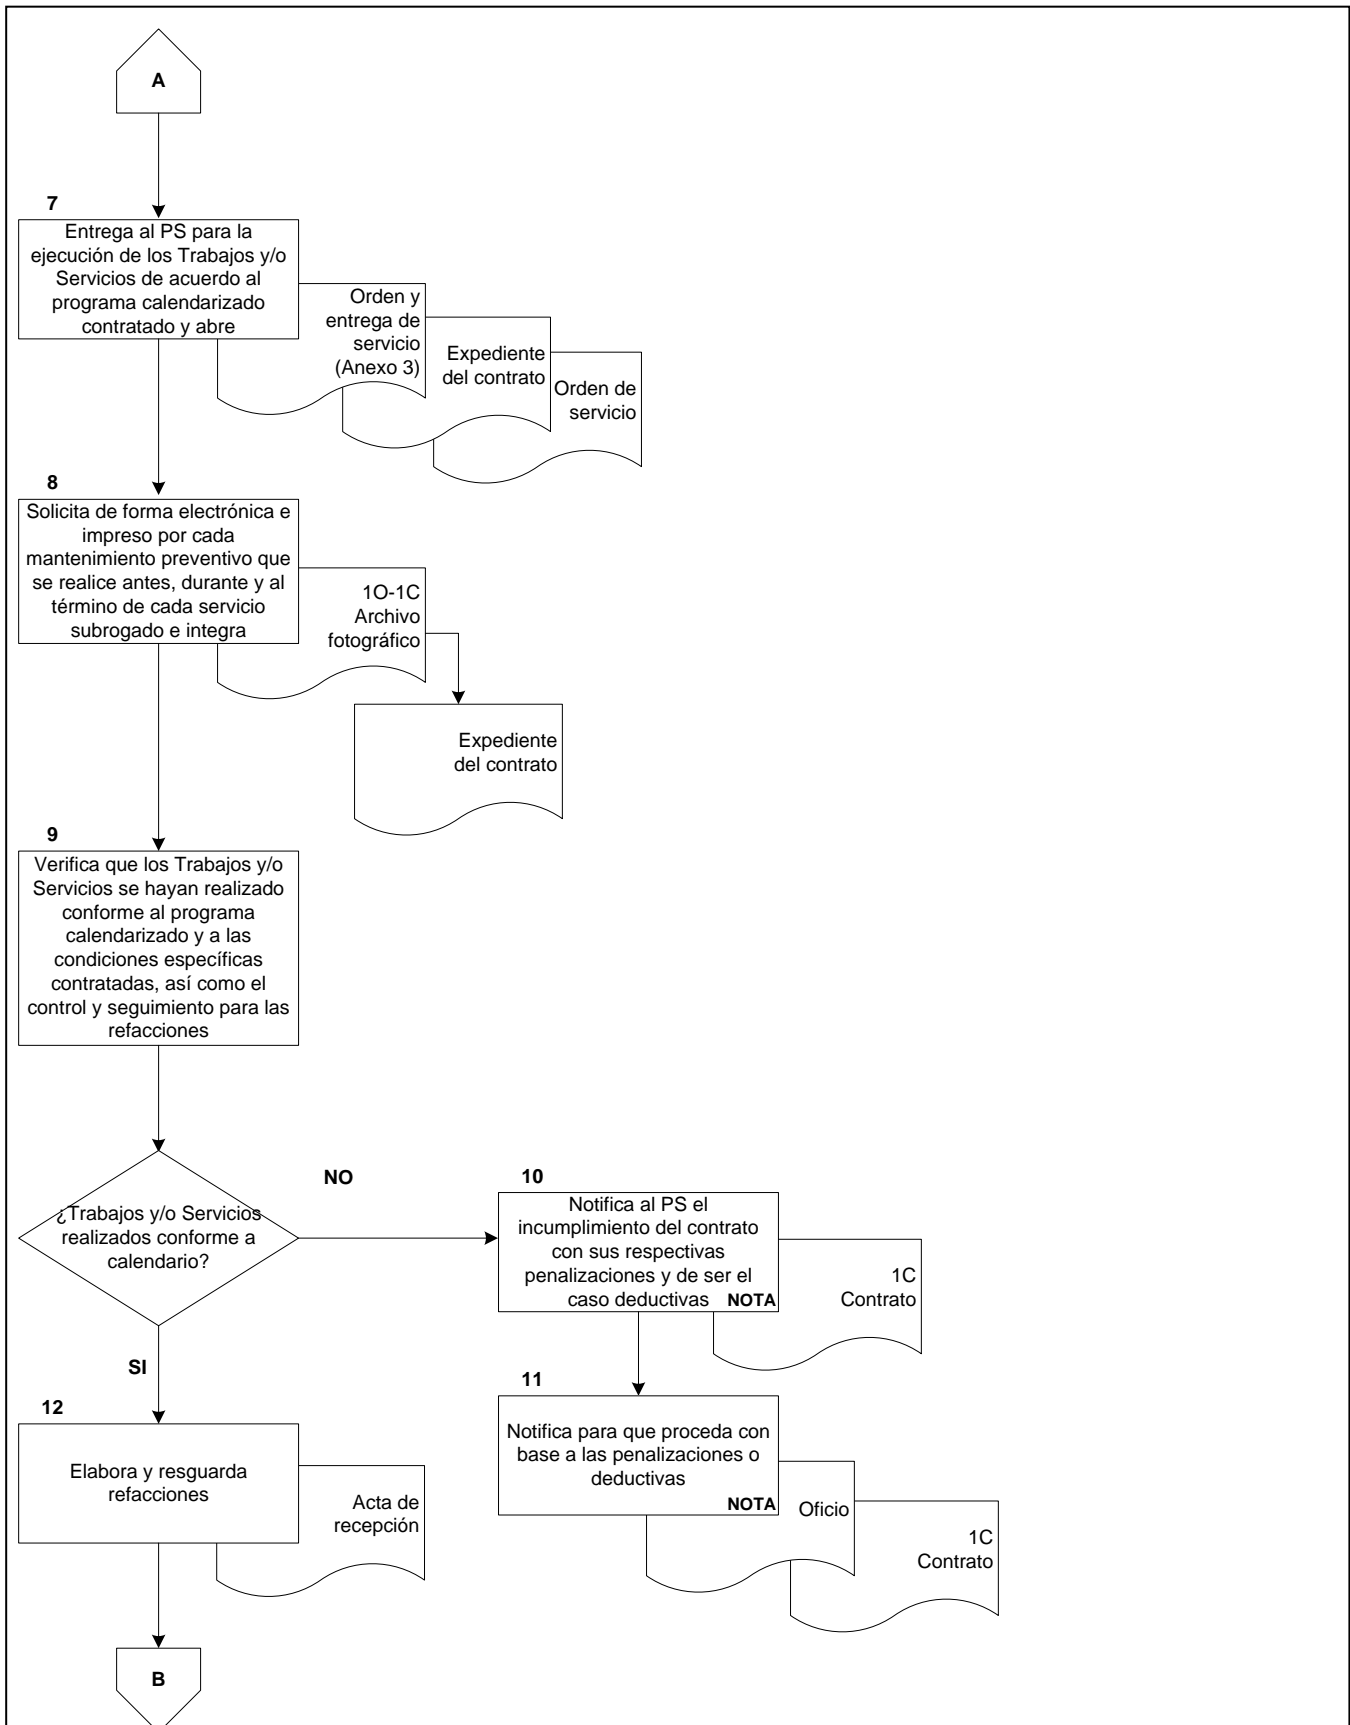 A
7
Entrega al PS para la
ejecución de los Trabajos y/o
Servicios de acuerdo al
programa calendarizado
contratado y abre
Orden y
entrega de
servicio
(Anexo 3)
Expediente
del contrato
Orden de
servicio
8
Solicita de forma electrónica e
impreso por cada
mantenimiento preventivo que
se realice antes, durante y al
término de cada servicio
subrogado e integra
1O-1C
Archivo
fotográfico
Expediente
del contrato
9
Verifica que los Trabajos y/o
Servicios se hayan realizado
conforme al programa
calendarizado y a las
condiciones específicas
contratadas, así como el
control y seguimiento para las
refacciones
¿Trabajos y/o Servicios
realizados conforme a
calendario?
NO
10
Notifica al PS el
incumplimiento del contrato
con sus respectivas
penalizaciones y de ser el
caso deductivas NOTA
1C
Contrato
SI
11
Notifica para que proceda con
base a las penalizaciones o
deductivas
NOTA
Oficio
1C
Contrato
12
Elabora y resguarda
refacciones
Acta de
recepción
B